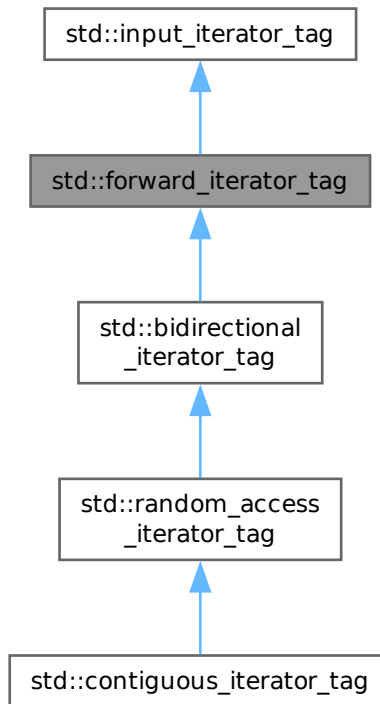 std::input_iterator_tag
std::forward_iterator_tag
std::bidirectional
_iterator_tag
std::random_access
_iterator_tag
std::contiguous_iterator_tag